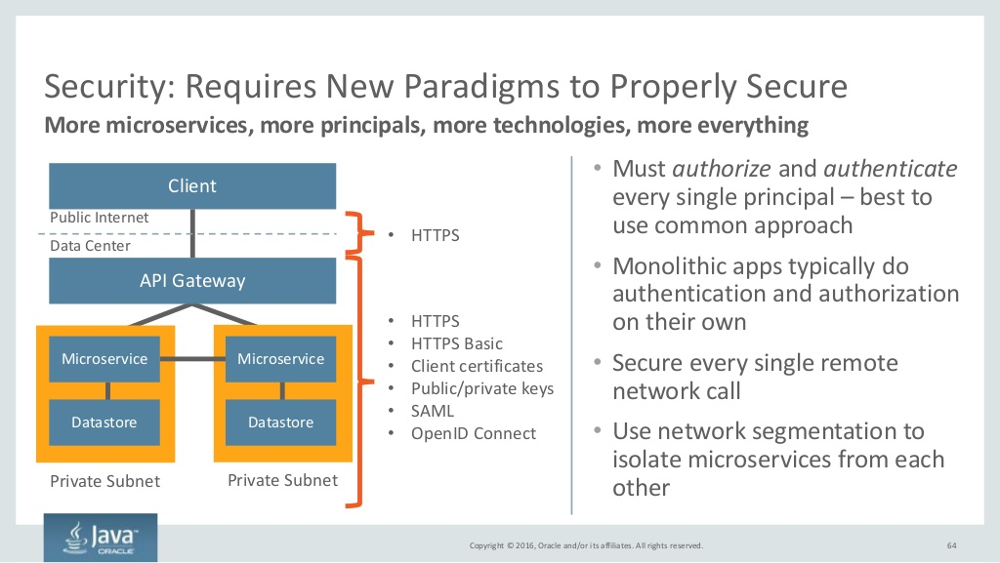 Security: Requires New Paradigms to Properly Secure
More microservices, more principals, more technologies, more everything
Client
Public Internet
Data Center
API Gateway
Microservice
Microservice
Datastore
Datastore
Private Subnet
Private Subnet
• HTTPS
• HTTPS
• HTTPS Basic
• Client certificates
• Public/private keys
• SAML
• OpenID Connect
• Must authorize and authenticate
every single principal – best to
use common approach
• Monolithic apps typically do
authentication and authorization
on their own
• Secure every single remote
network call
• Use network segmentation to
isolate microservices from each
other
Java™
ORACLE
Copyright © 2016, Oracle and/or its affiliates. All rights reserved.
64